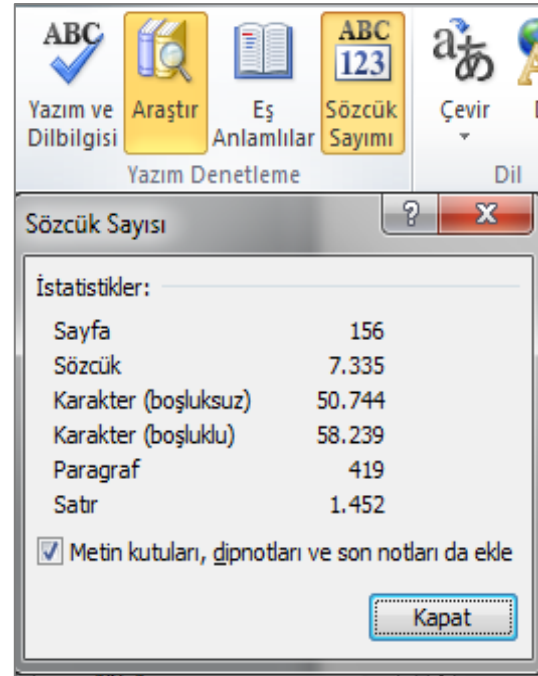 ABC ABC 123 aあ
Yazım ve Dilbilgisi Araştır Eş Anlamlılar Sözcük Sayımı Çevir
Yazım Denetleme Dil
Sözcük Sayısı
İstatistikler:
Sayfa 156
Sözcük 7.335
Karakter (boşluksuz) 50.744
Karakter (boşluklu) 58.239
Paragraf 419
Satır 1.452
Metin kutuları, dipnotları ve son notları da ekle
Kapat